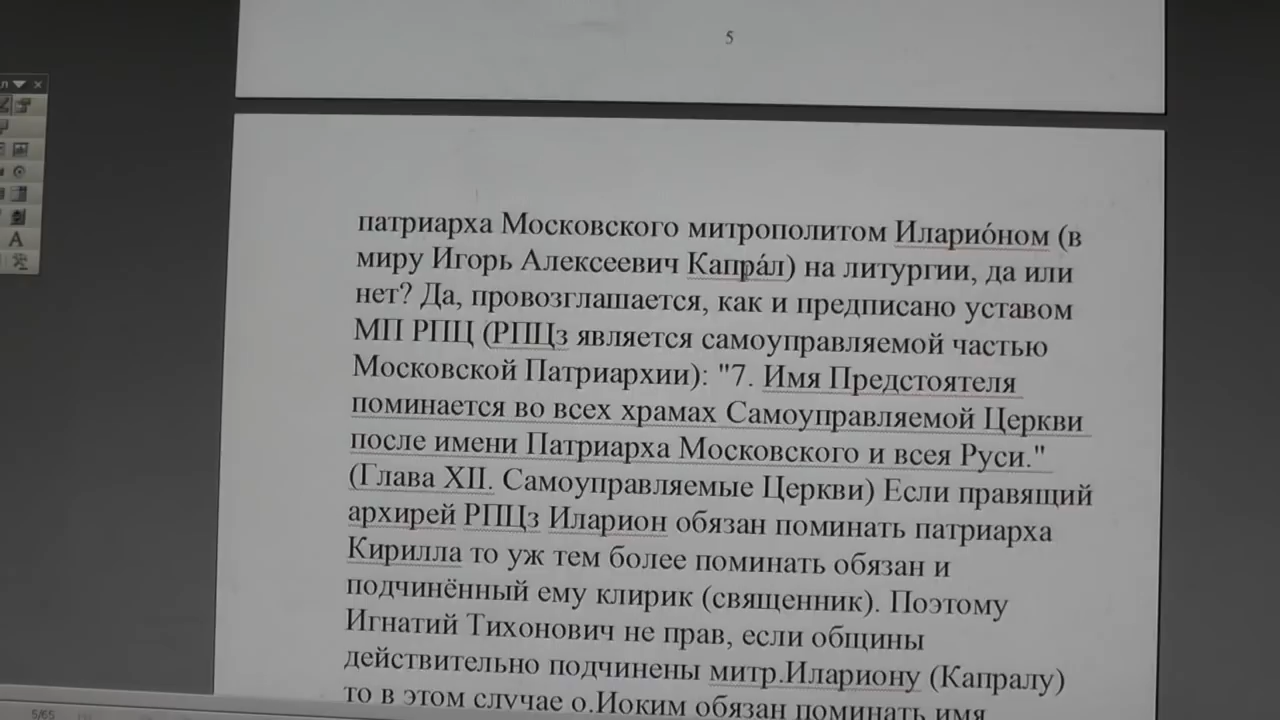 5
патриарха Московского митрополитом Иларио́ном (в
миру Игорь Алексеевич Капра́л) на литургии, да или
нет? Да, провозглашается, как и предписано уставом
МП РПЦ (РПЦз является самоуправляемой частью
Московской Патриархии): "7. Имя Предстоятеля
поминается во всех храмах Самоуправляемой Церкви
после имени Патриарха Московского и всея Руси."
(Глава XII. Самоуправляемые Церкви) Если правящий
архирей РПЦз Иларион обязан поминать патриарха
Кирилла то уж тем более поминать обязан и
подчинённый ему клирик (священник). Поэтому
Игнатий Тихонович не прав, если общины
действительно подчинены митр.Илариону (Капралу)
то в этом случае о.Иоким обязан поминать имя
5/65